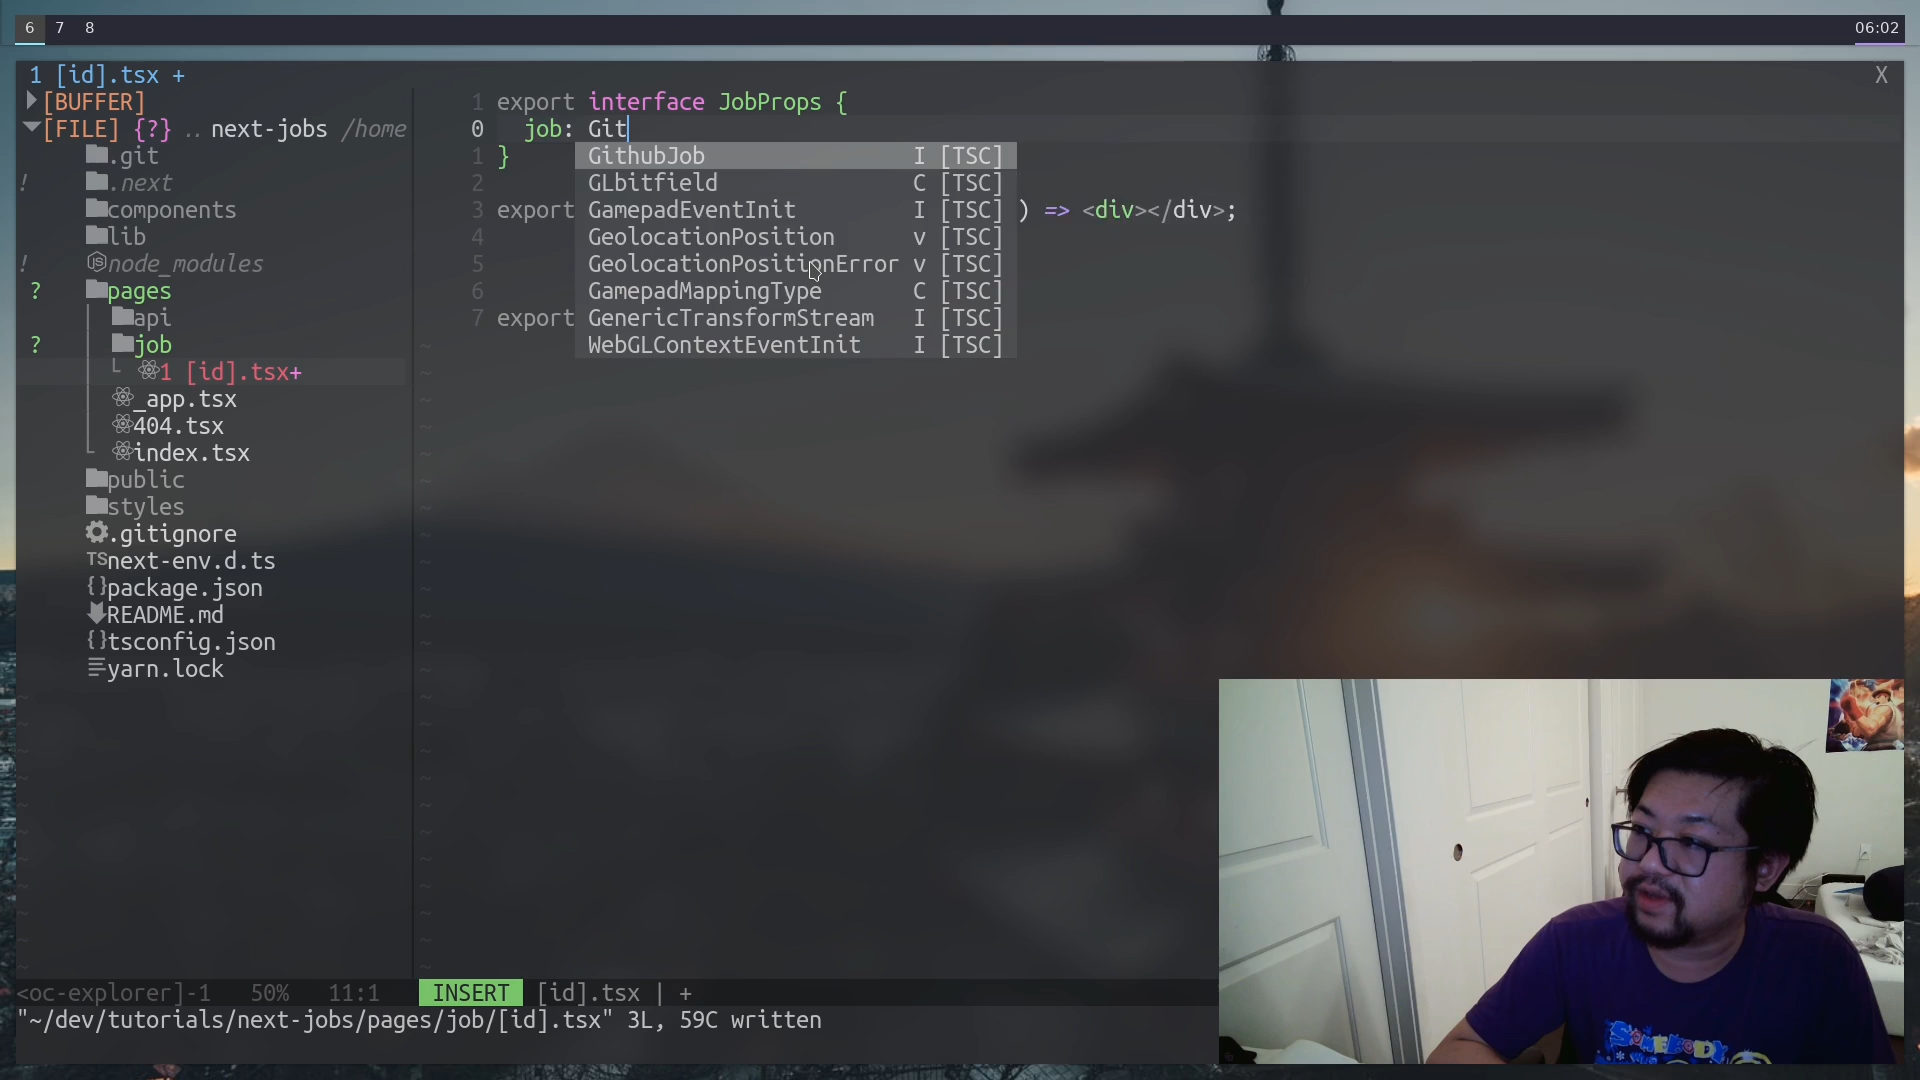 6 7 8 06:02
1 [id].tsx + X
[BUFFER]
[FILE] {?} .. next-jobs /home
.git
! .next
components
lib
! node_modules
? pages
api
? job
1 [id].tsx+
_app.tsx
404.tsx
index.tsx
public
styles
.gitignore
TS next-env.d.ts
{} package.json
README.md
{} tsconfig.json
yarn.lock
1 export interface JobProps {
0 job: Git
1 }
2
3 export ) => <div></div>;
4
5
6
7 export
GithubJob I [TSC]
GLbitfield C [TSC]
GamepadEventInit I [TSC]
GeolocationPosition v [TSC]
GeolocationPositionError v [TSC]
GamepadMappingType C [TSC]
GenericTransformStream I [TSC]
WebGLContextEventInit I [TSC]
<oc-explorer]-1 50% 11:1 INSERT [id].tsx | +
"~/dev/tutorials/next-jobs/pages/job/[id].tsx" 3L, 59C written
SOMEBODY